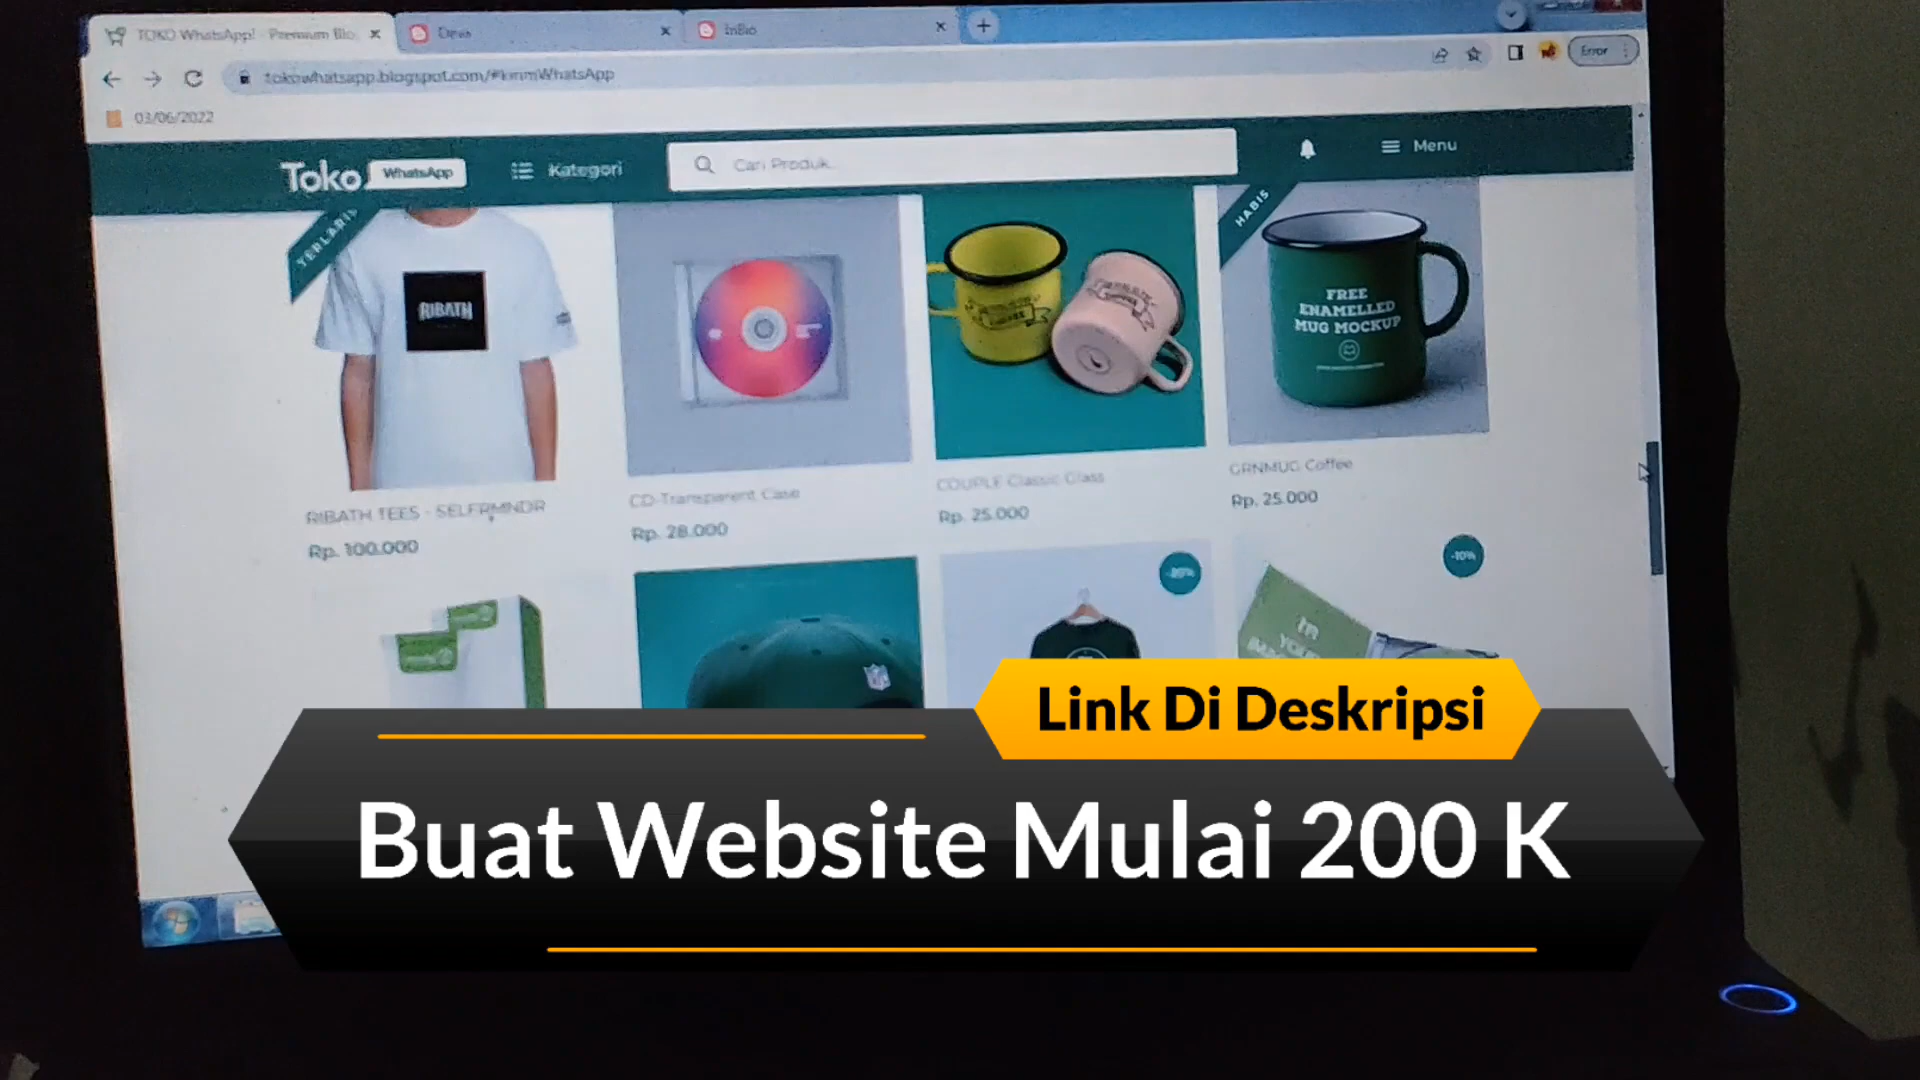 TOKO WhatsApp! - Premium Blo
InBio
tokowhatsapp.blogspot.com/#kirimWhatsApp
Error
03/06/2022
Toko WhatsApp
Kategori
Cari Produk...
Menu
TERLARIS
HABIS
RIBATH
FREE
ENAMELLED
MUG MOCKUP
RIBATH TEES - SELFRMNDR
Rp. 100.000
CD-Transparent Case
Rp. 28.000
COUPLE Classic Glass
Rp. 25.000
GRNMUG Coffee
Rp. 25.000
-10%
Link Di Deskripsi
Buat Website Mulai 200 K